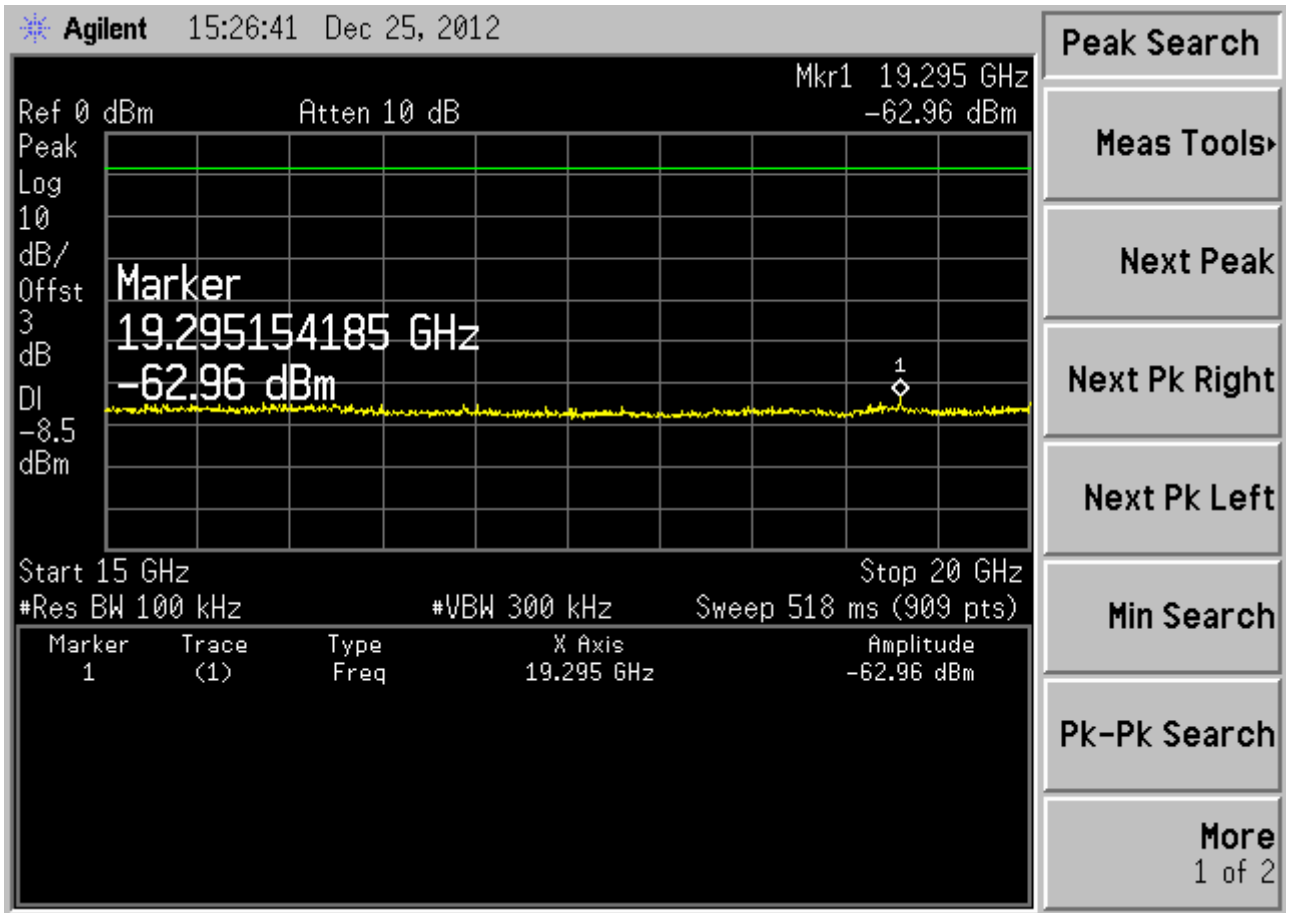 Agilent 15:26:41 Dec 25, 2012
Peak Search
Mkr1 19.295 GHz
Ref 0 dBm Atten 10 dB -62.96 dBm
Peak
Log
10
dB/
Offst
3
dB
DI
-8.5
dBm
Marker
19.295154185 GHz
-62.96 dBm
1
Start 15 GHz Stop 20 GHz
#Res BW 100 kHz #VBW 300 kHz Sweep 518 ms (909 pts)
Marker Trace Type X Axis Amplitude
1 (1) Freq 19.295 GHz -62.96 dBm
Meas Tools
Next Peak
Next Pk Right
Next Pk Left
Min Search
Pk-Pk Search
More
1 of 2